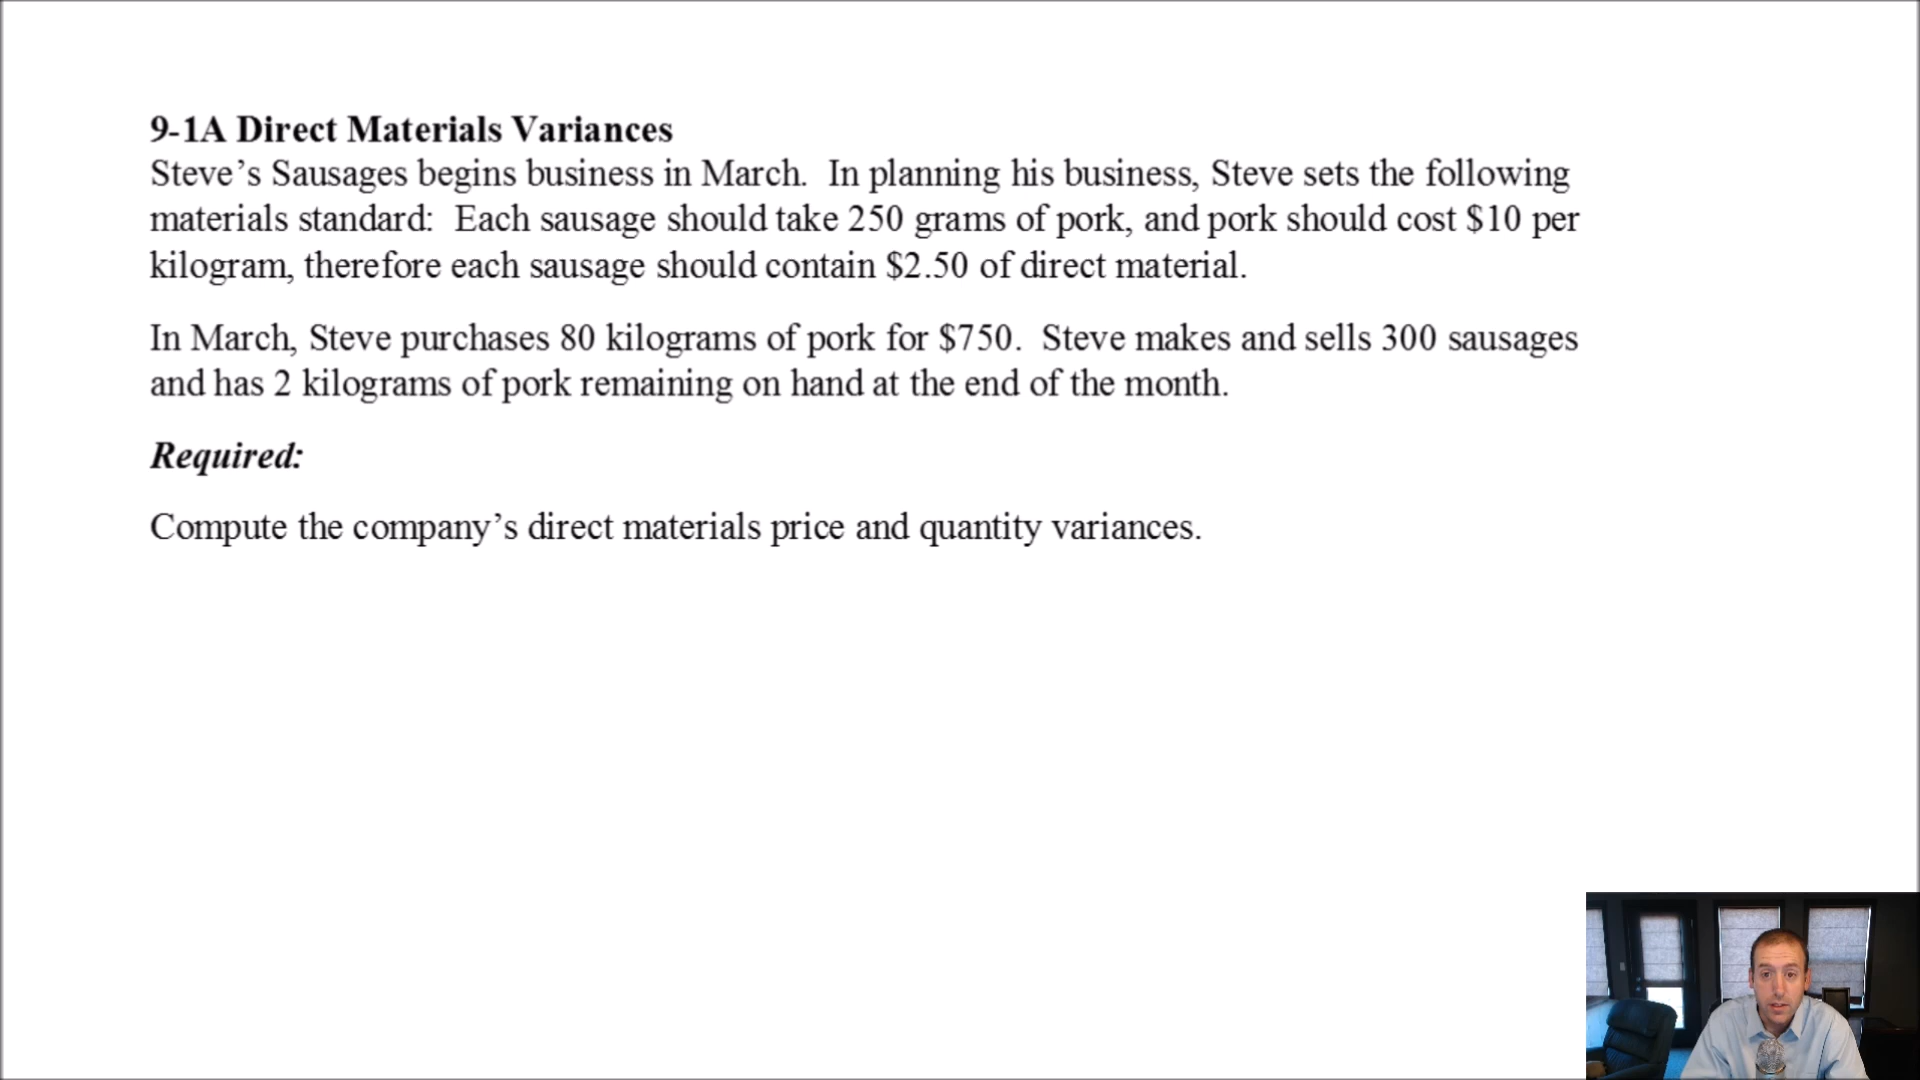 9-1A Direct Materials Variances
Steve’s Sausages begins business in March.  In planning his business, Steve sets the following
materials standard:  Each sausage should take 250 grams of pork, and pork should cost $10 per
kilogram, therefore each sausage should contain $2.50 of direct material.
In March, Steve purchases 80 kilograms of pork for $750.  Steve makes and sells 300 sausages
and has 2 kilograms of pork remaining on hand at the end of the month.
Required:
Compute the company’s direct materials price and quantity variances.